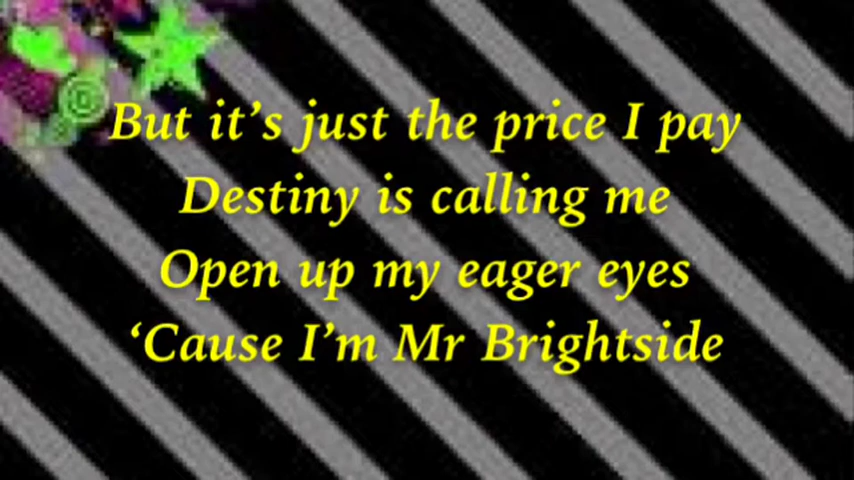 But it’s just the price I pay
Destiny is calling me
Open up my eager eyes
‘Cause I’m Mr Brightside